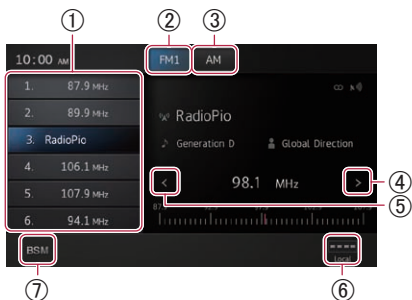 ① ② ③
10:00 AM FM1 AM
1. 87.9 MHz
2. 89.9 MHz
3. RadioPio
4. 106.1 MHz
5. 107.9 MHz
6. 94.1 MHz
RadioPio
Generation D Global Direction
< 98.1 MHz >
④
⑤
BSM
Local
⑦ ⑥